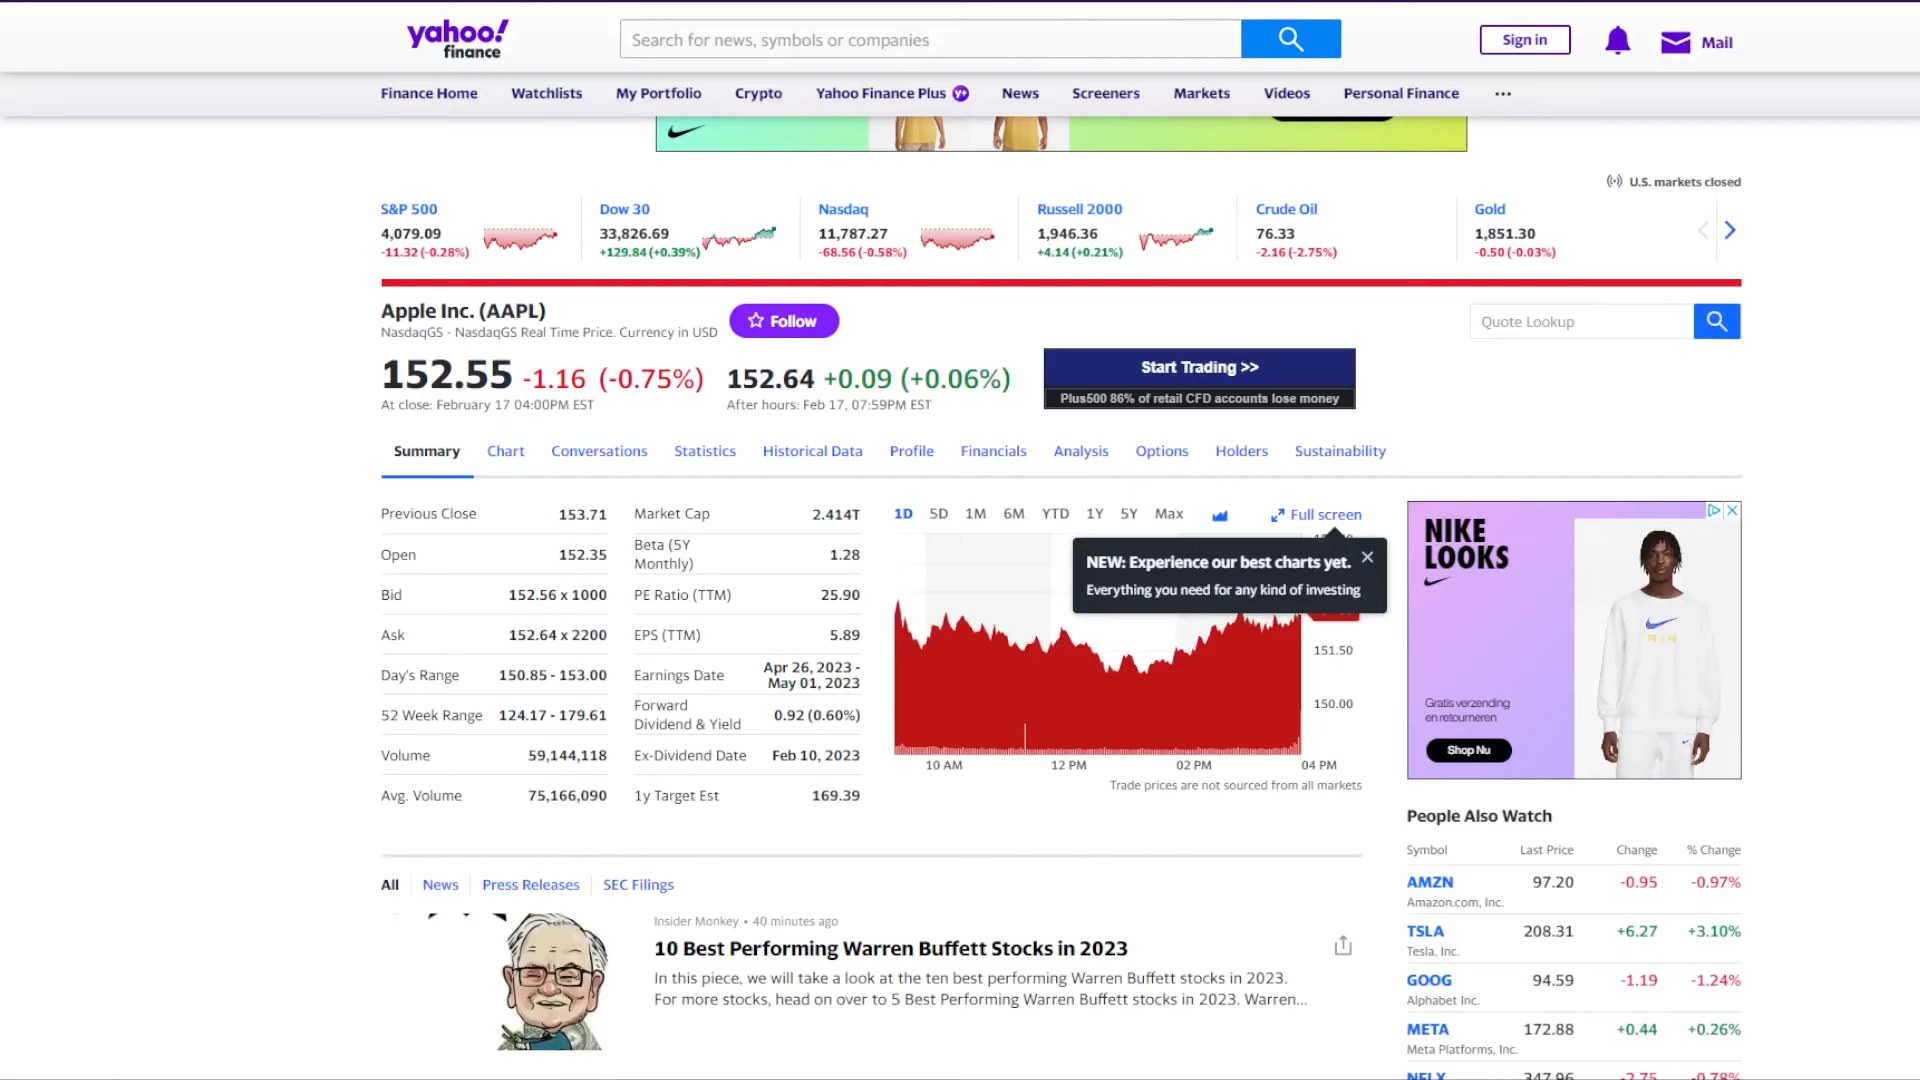 yahoo!
finance
Search for news, symbols or companies
Sign in
Mail
Finance Home Watchlists My Portfolio Crypto Yahoo Finance Plus Y+ News Screeners Markets Videos Personal Finance ...
U.S. markets closed
S&P 500
4,079.09
-11.32 (-0.28%)
Dow 30
33,826.69
+129.84 (+0.39%)
Nasdaq
11,787.27
-68.56 (-0.58%)
Russell 2000
1,946.36
+4.14 (+0.21%)
Crude Oil
76.33
-2.16 (-2.75%)
Gold
1,851.30
-0.50 (-0.03%)
Apple Inc. (AAPL)
NasdaqGS - NasdaqGS Real Time Price. Currency in USD
Follow
Quote Lookup
152.55 -1.16 (-0.75%)
At close: February 17 04:00PM EST
152.64 +0.09 (+0.06%)
After hours: Feb 17, 07:59PM EST
Start Trading >>
Plus500 86% of retail CFD accounts lose money
Summary Chart Conversations Statistics Historical Data Profile Financials Analysis Options Holders Sustainability
Previous Close 153.71
Open 152.35
Bid 152.56 x 1000
Ask 152.64 x 2200
Day's Range 150.85 - 153.00
52 Week Range 124.17 - 179.61
Volume 59,144,118
Avg. Volume 75,166,090
Market Cap 2.414T
Beta (5Y
Monthly) 1.28
PE Ratio (TTM) 25.90
EPS (TTM) 5.89
Earnings Date Apr 26, 2023 -
May 01, 2023
Forward
Dividend & Yield 0.92 (0.60%)
Ex-Dividend Date Feb 10, 2023
1y Target Est 169.39
1D 5D 1M 6M YTD 1Y 5Y Max
Full screen
NEW: Experience our best charts yet.
Everything you need for any kind of investing
151.50
150.00
10 AM 12 PM 02 PM 04 PM
Trade prices are not sourced from all markets
NIKE
LOOKS
AIR
Gratis verzending
en retourneren
Shop Nu
People Also Watch
Symbol Last Price Change % Change
AMZN 97.20 -0.95 -0.97%
Amazon.com, Inc.
TSLA 208.31 +6.27 +3.10%
Tesla, Inc.
GOOG 94.59 -1.19 -1.24%
Alphabet Inc.
META 172.88 +0.44 +0.26%
Meta Platforms, Inc.
NFLX 347.96 -2.75 -0.78%
All News Press Releases SEC Filings
Insider Monkey • 40 minutes ago
10 Best Performing Warren Buffett Stocks in 2023
In this piece, we will take a look at the ten best performing Warren Buffett stocks in 2023.
For more stocks, head on over to 5 Best Performing Warren Buffett stocks in 2023. Warren...